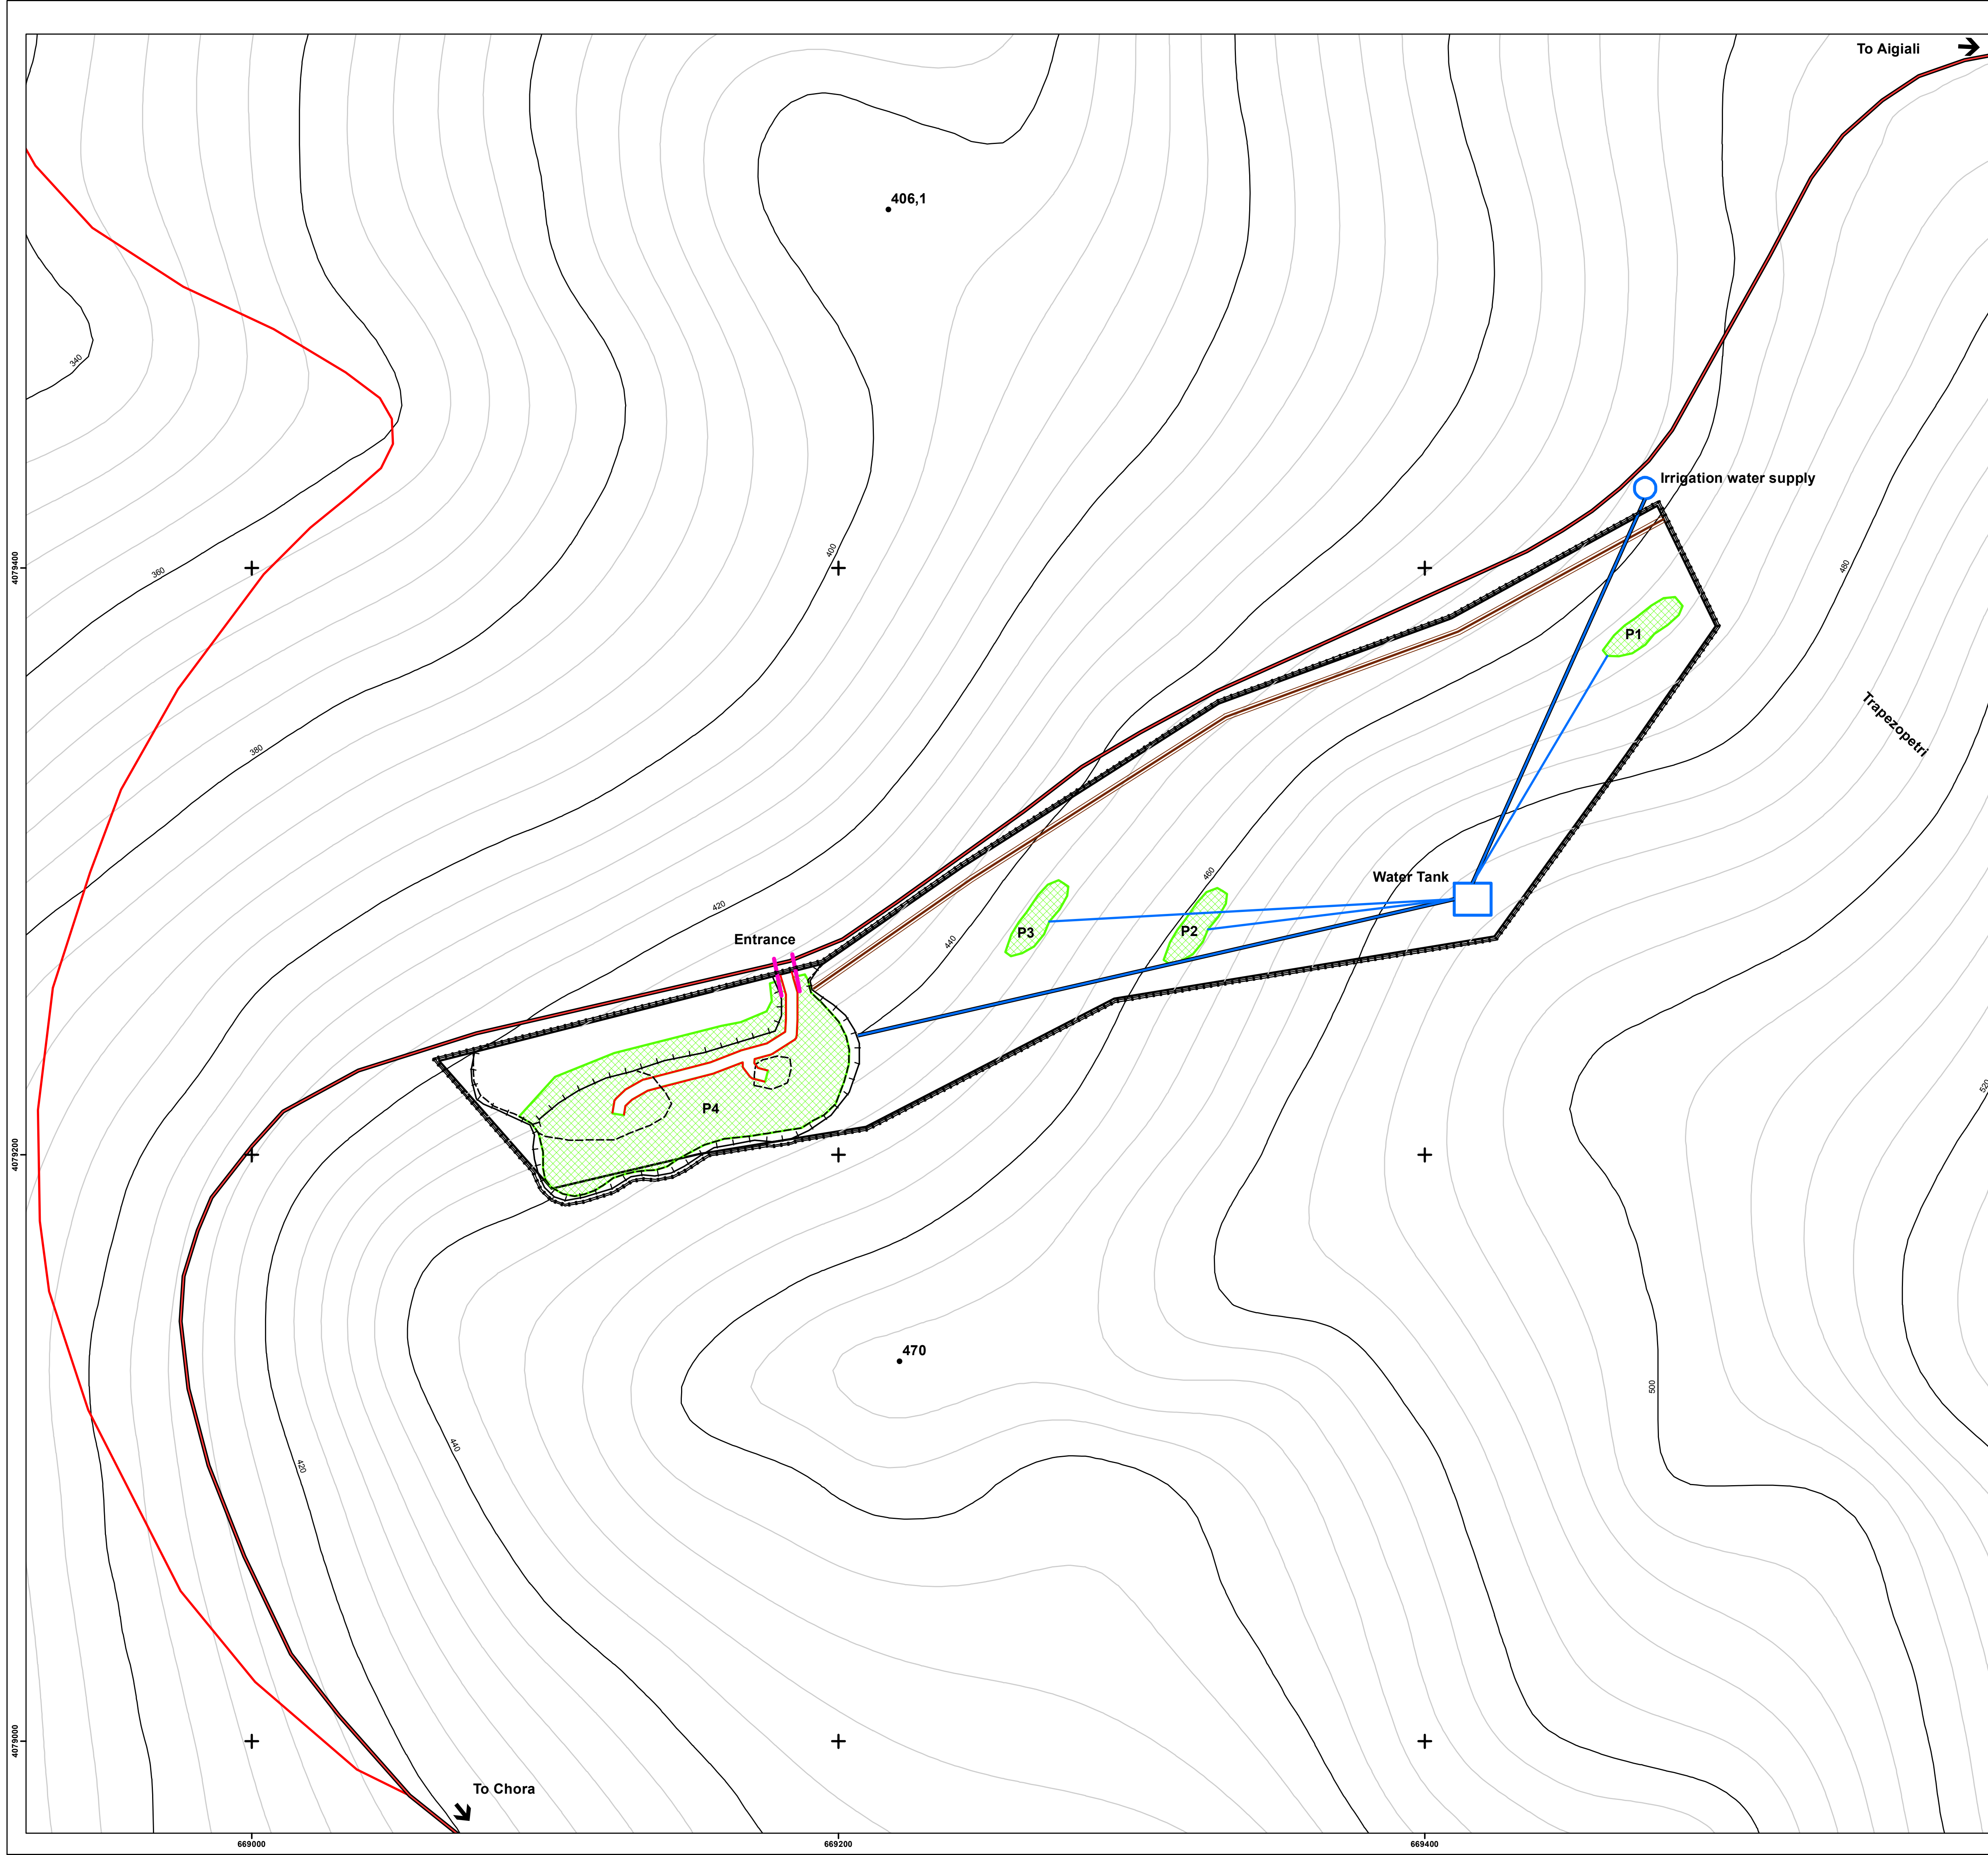 To Aigiali
406,1
340
Irrigation water supply
400
480
4079400
360
P1
Trapezopetri
380
460
Water Tank
420
P3
P2
Entrance
440
520
P4
4079200
470
500
440
420
4079000
To Chora
669000
669200
669400